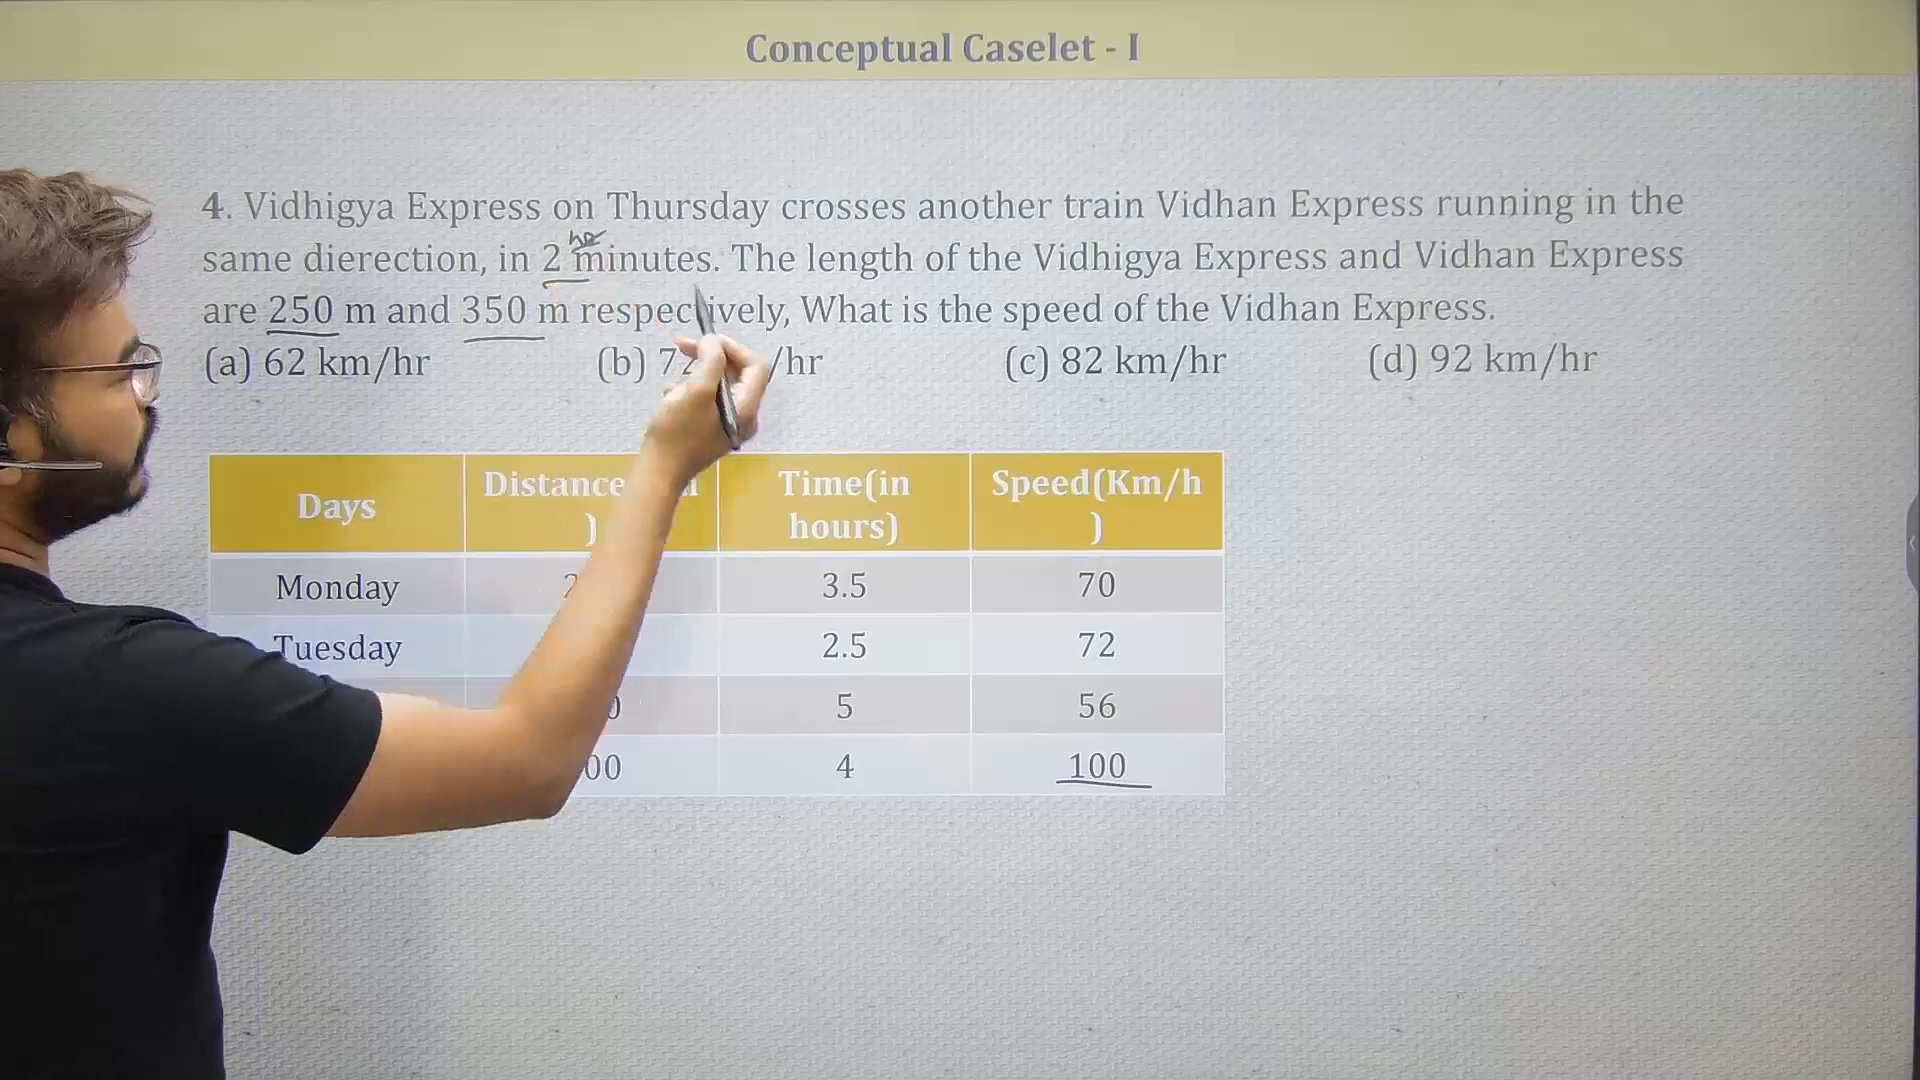 Conceptual Caselet - I
4. Vidhigya Express on Thursday crosses another train Vidhan Express running in the
same dierection, in 2 minutes. The length of the Vidhigya Express and Vidhan Express
are 250 m and 350 m respectively, What is the speed of the Vidhan Express.
(a) 62 km/hr (b) 72 /hr (c) 82 km/hr (d) 92 km/hr
Days Distance Time(in hours) Speed(Km/h)
Monday 3.5 70
Tuesday 2.5 72
5 56
00 4 100